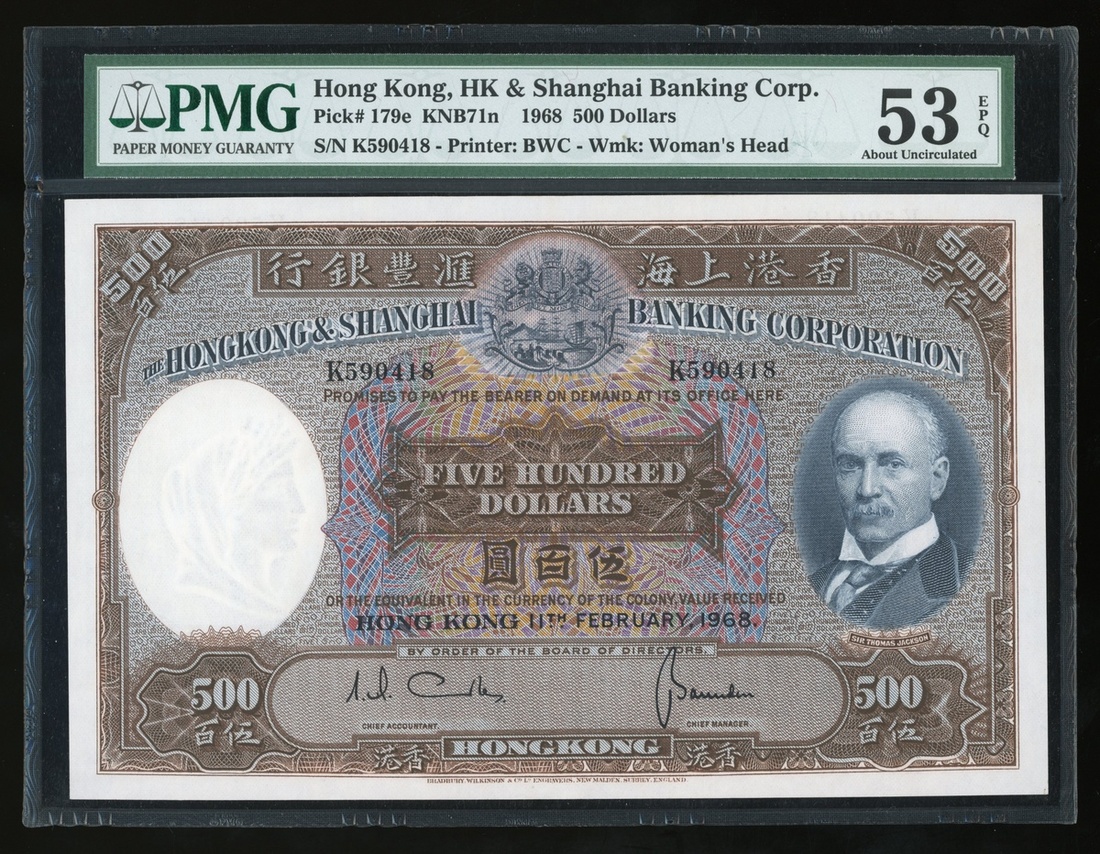 PMG
PAPER MONEY GUARANTY
Hong Kong, HK & Shanghai Banking Corp.
Pick# 179e KNB71n 1968 500 Dollars
S/N K590418 - Printer: BWC - Wmk: Woman's Head
53 EPQ
About Uncirculated
500 伍百
行銀豐滙 海上港香
500 伍百
THE HONGKONG & SHANGHAI BANKING CORPORATION
K590418 K590418
PROMISES TO PAY THE BEARER ON DEMAND AT ITS OFFICE HERE
FIVE HUNDRED
DOLLARS
圓百伍
OR THE EQUIVALENT IN THE CURRENCY OF THE COLONY, VALUE RECEIVED
HONG KONG 11TH FEBRUARY, 1968.
SIR THOMAS JACKSON
BY ORDER OF THE BOARD OF DIRECTORS.
500 500
百伍 百伍
CHIEF ACCOUNTANT. CHIEF MANAGER.
港香 HONGKONG 港香
BRADBURY, WILKINSON & Co. Ld. ENGRAVERS, NEW MALDEN, SURREY, ENGLAND.